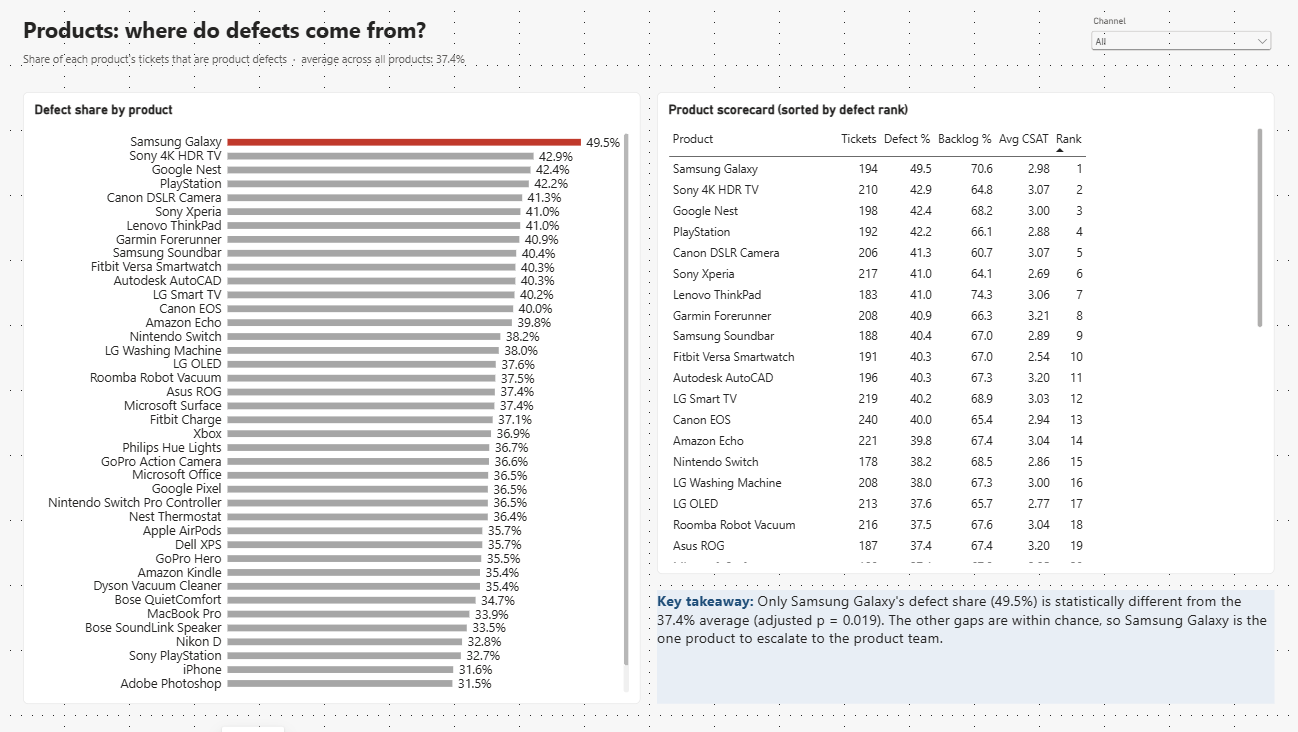 Products: where do defects come from?
Share of each product's tickets that are product defects · average across all products: 37.4%
Channel
All
Defect share by product
Samsung Galaxy 49.5%
Sony 4K HDR TV 42.9%
Google Nest 42.4%
PlayStation 42.2%
Canon DSLR Camera 41.3%
Sony Xperia 41.0%
Lenovo ThinkPad 41.0%
Garmin Forerunner 40.9%
Samsung Soundbar 40.4%
Fitbit Versa Smartwatch 40.3%
Autodesk AutoCAD 40.3%
LG Smart TV 40.2%
Canon EOS 40.0%
Amazon Echo 39.8%
Nintendo Switch 38.2%
LG Washing Machine 38.0%
LG OLED 37.6%
Roomba Robot Vacuum 37.5%
Asus ROG 37.4%
Microsoft Surface 37.4%
Fitbit Charge 37.1%
Xbox 36.9%
Philips Hue Lights 36.7%
GoPro Action Camera 36.6%
Microsoft Office 36.5%
Google Pixel 36.5%
Nintendo Switch Pro Controller 36.5%
Nest Thermostat 36.4%
Apple AirPods 35.7%
Dell XPS 35.7%
GoPro Hero 35.5%
Amazon Kindle 35.4%
Dyson Vacuum Cleaner 35.4%
Bose QuietComfort 34.7%
MacBook Pro 33.9%
Bose SoundLink Speaker 33.5%
Nikon D 32.8%
Sony PlayStation 32.7%
iPhone 31.6%
Adobe Photoshop 31.5%
Product scorecard (sorted by defect rank)
Product Tickets Defect % Backlog % Avg CSAT Rank
Samsung Galaxy 194 49.5 70.6 2.98 1
Sony 4K HDR TV 210 42.9 64.8 3.07 2
Google Nest 198 42.4 68.2 3.00 3
PlayStation 192 42.2 66.1 2.88 4
Canon DSLR Camera 206 41.3 60.7 3.07 5
Sony Xperia 217 41.0 64.1 2.69 6
Lenovo ThinkPad 183 41.0 74.3 3.06 7
Garmin Forerunner 208 40.9 66.3 3.21 8
Samsung Soundbar 188 40.4 67.0 2.89 9
Fitbit Versa Smartwatch 191 40.3 67.0 2.54 10
Autodesk AutoCAD 196 40.3 67.3 3.20 11
LG Smart TV 219 40.2 68.9 3.03 12
Canon EOS 240 40.0 65.4 2.94 13
Amazon Echo 221 39.8 67.4 3.04 14
Nintendo Switch 178 38.2 68.5 2.86 15
LG Washing Machine 208 38.0 67.3 3.00 16
LG OLED 213 37.6 65.7 2.77 17
Roomba Robot Vacuum 216 37.5 67.6 3.04 18
Asus ROG 187 37.4 67.4 3.20 19
Key takeaway: Only Samsung Galaxy's defect share (49.5%) is statistically different from the
37.4% average (adjusted p = 0.019). The other gaps are within chance, so Samsung Galaxy is the
one product to escalate to the product team.